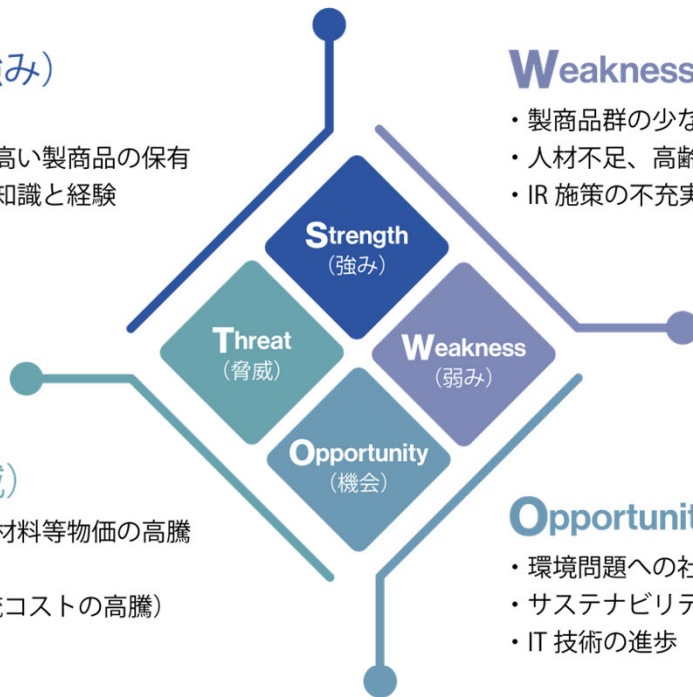 強み）
高い製商品の保有
知識と経験
Weakness
・製商品群の少な
・人材不足、高齢
・IR 施策の不充実
Strength
（強み）
Threat
（脅威）
Weakness
（弱み）
Opportunity
（機会）
威）
材料等物価の高騰
コストの高騰）
Opportunit
・環境問題への社
・サステナビリテ
・IT 技術の進歩